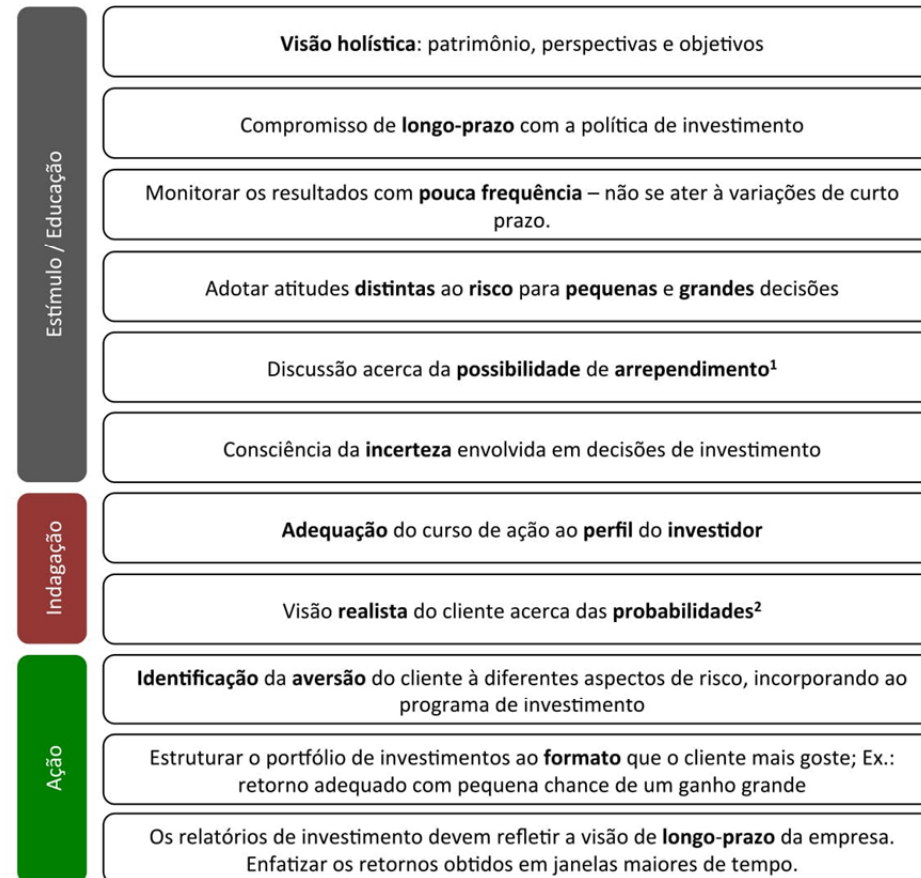 Estímulo / Educação
Visão holística: patrimônio, perspectivas e objetivos
Compromisso de longo-prazo com a política de investimento
Monitorar os resultados com pouca frequência – não se ater à variações de curto
prazo.
Adotar atitudes distintas ao risco para pequenas e grandes decisões
Discussão acerca da possibilidade de arrependimento¹
Consciência da incerteza envolvida em decisões de investimento
Indagação
Adequação do curso de ação ao perfil do investidor
Visão realista do cliente acerca das probabilidades²
Ação
Identificação da aversão do cliente à diferentes aspectos de risco, incorporando ao
programa de investimento
Estruturar o portfólio de investimentos ao formato que o cliente mais goste; Ex.:
retorno adequado com pequena chance de um ganho grande
Os relatórios de investimento devem refletir a visão de longo-prazo da empresa.
Enfatizar os retornos obtidos em janelas maiores de tempo.